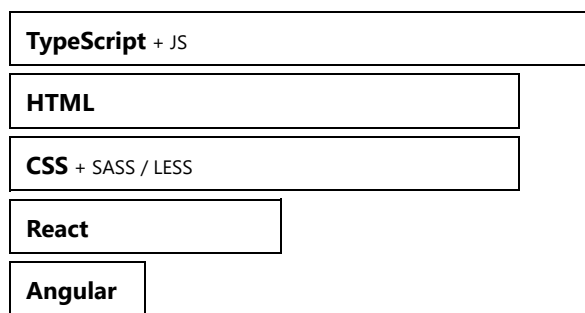 TypeScript + JS
HTML
CSS + SASS / LESS
React
Angular